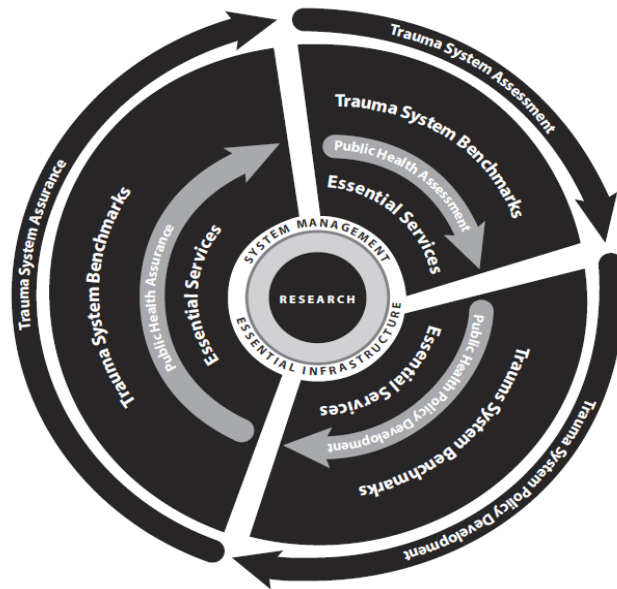 Trauma System Assessment
Trauma System Benchmarks
Public Health Assessment
Essential Services
Trauma System Policy Development
Traums System Benchmarks
Public Health Policy Development
Essential Services
Trauma System Assurance
Trauma System Benchmarks
Public Health Assurance
Essential Services
SYSTEM MANAGEMENT
RESEARCH
ESSENTIAL INFRASTRUCTURE